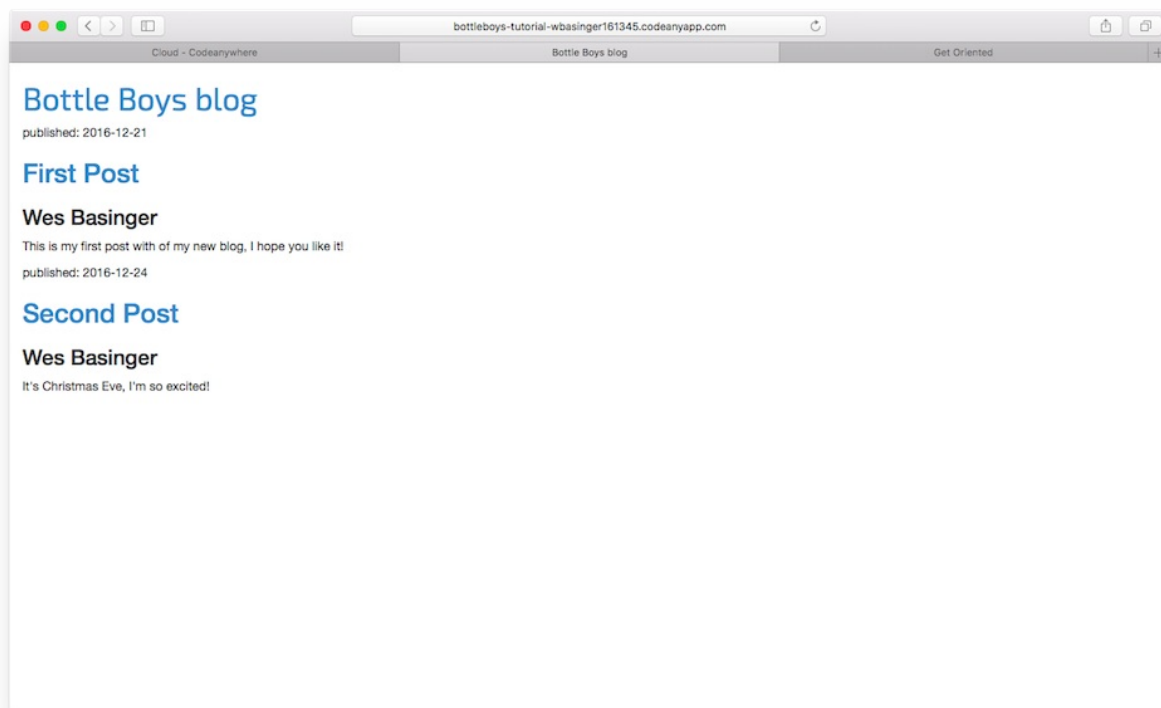 bottleboys-tutorial-wbasinger161345.codeanyapp.com
Cloud - Codeanywhere
Bottle Boys blog
Get Oriented
Bottle Boys blog
published: 2016-12-21
First Post
Wes Basinger
This is my first post with of my new blog, I hope you like it!
published: 2016-12-24
Second Post
Wes Basinger
It's Christmas Eve, I'm so excited!